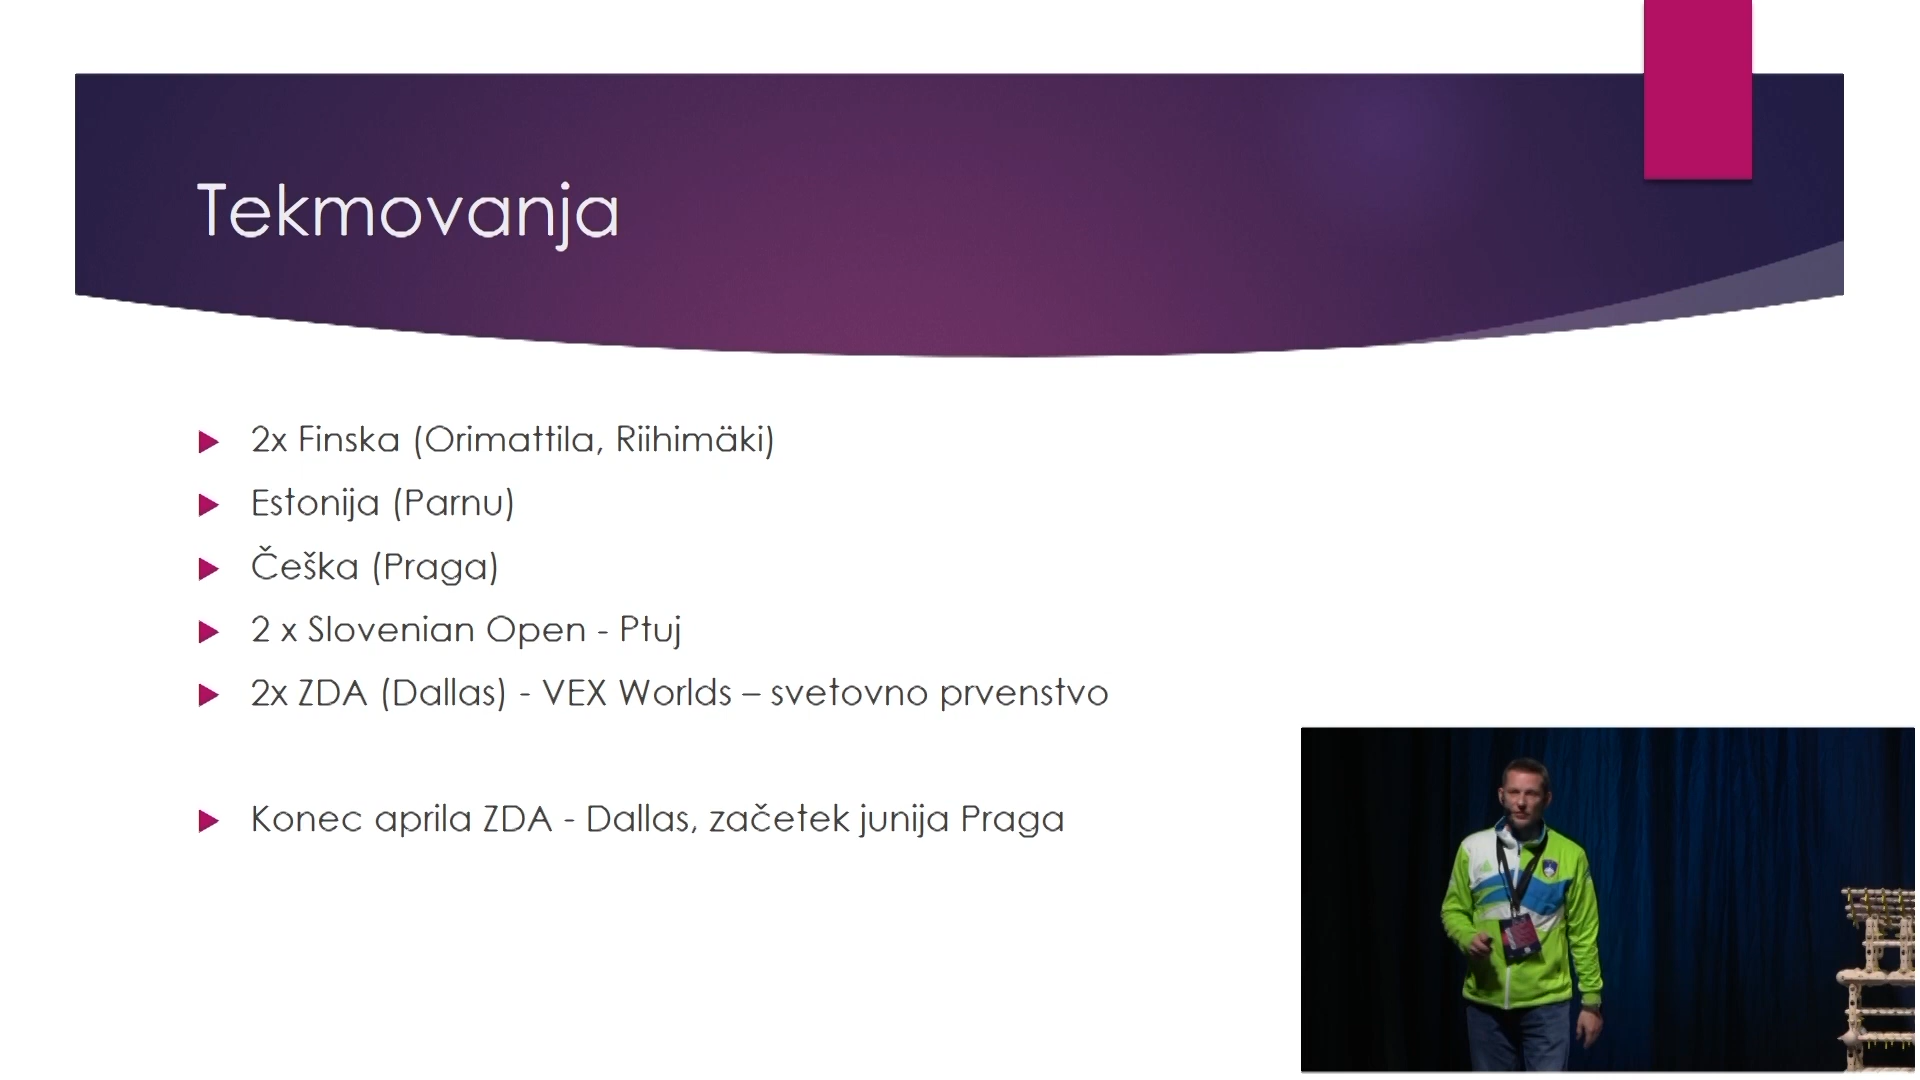 Tekmovanja
2x Finska (Orimattila, Riihimäki)
Estonija (Parnu)
Češka (Praga)
2 x Slovenian Open - Ptuj
2x ZDA (Dallas) - VEX Worlds – svetovno prvenstvo
Konec aprila ZDA - Dallas, začetek junija Praga